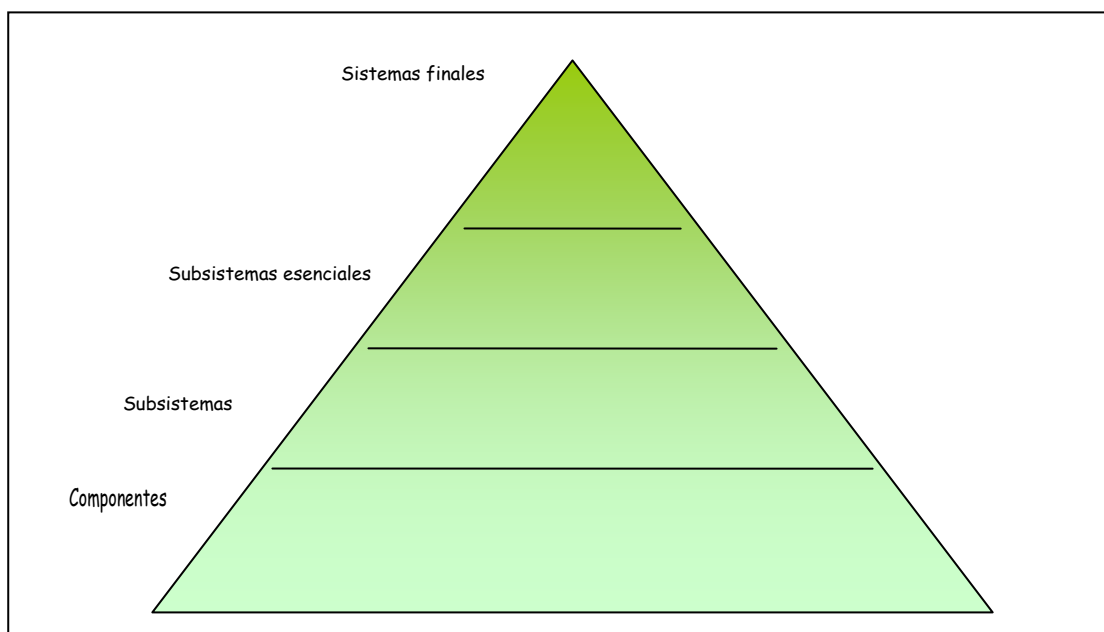 Sistemas finales
Subsistemas esenciales
Subsistemas
Componentes